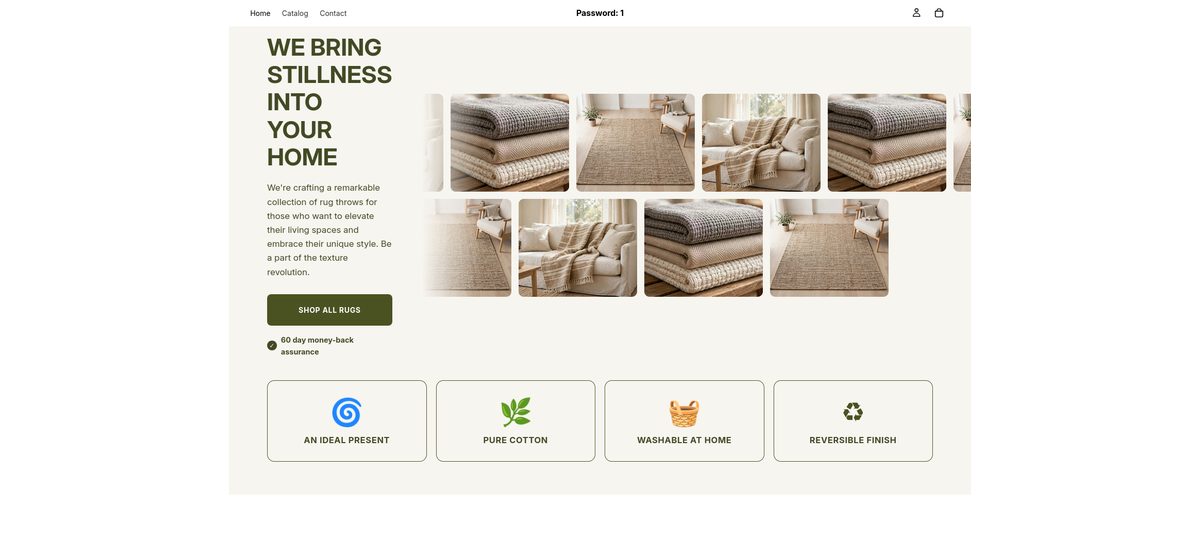 Home Catalog Contact Password: 1
WE BRING
STILLNESS
INTO
YOUR
HOME
We're crafting a remarkable
collection of rug throws for
those who want to elevate
their living spaces and
embrace their unique style. Be
a part of the texture
revolution.
SHOP ALL RUGS
60 day money-back
assurance
AN IDEAL PRESENT
PURE COTTON
WASHABLE AT HOME
REVERSIBLE FINISH